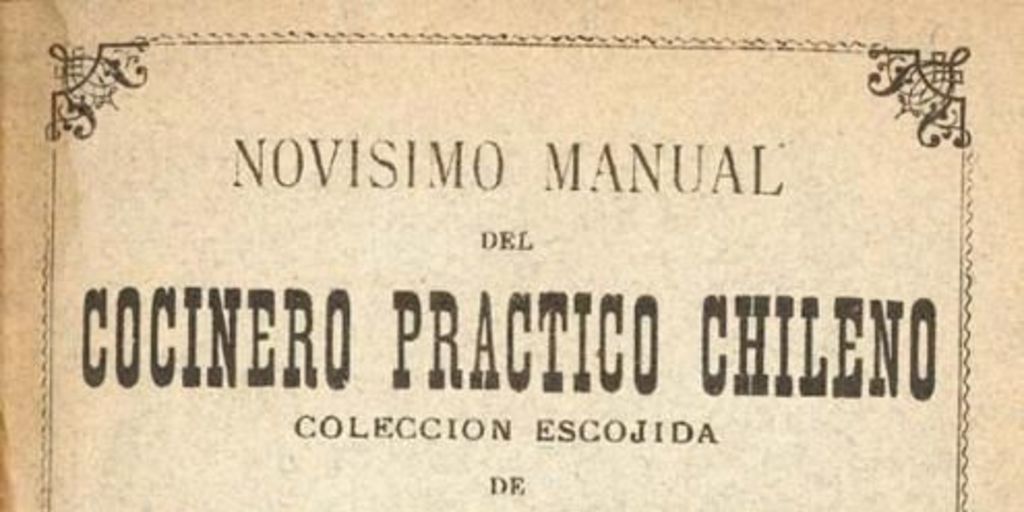 NOVISIMO MANUAL
DEL
COCINERO PRACTICO CHILENO
COLECCION ESCOJIDA
DE